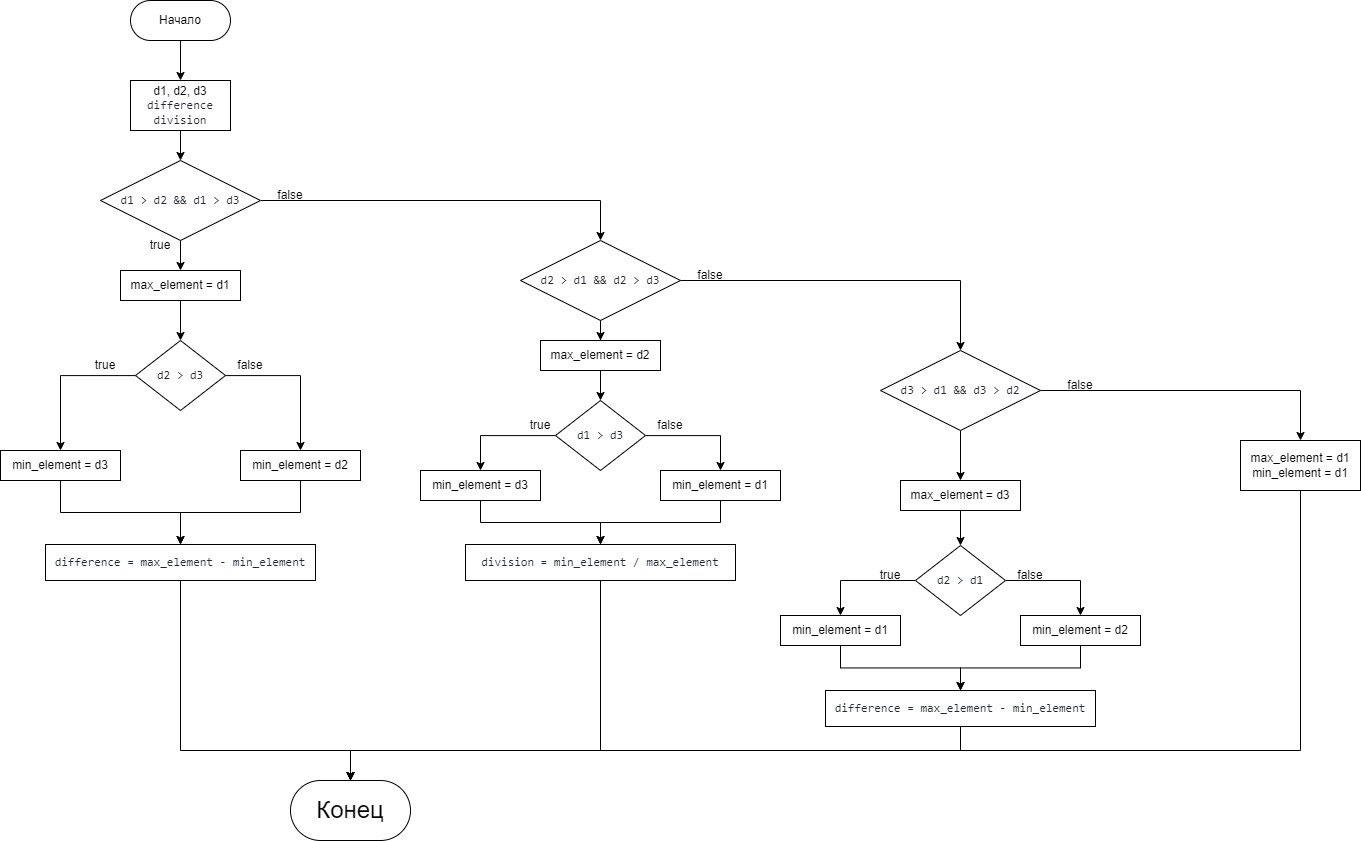 Начало
d1, d2, d3
difference
division
d1 > d2 && d1 > d3
false
true
max_element = d1
d2 > d3
true
false
min_element = d3
min_element = d2
difference = max_element - min_element
d2 > d1 && d2 > d3
false
max_element = d2
d1 > d3
true
false
min_element = d3
min_element = d1
division = min_element / max_element
d3 > d1 && d3 > d2
false
max_element = d3
d2 > d1
true
false
min_element = d1
min_element = d2
difference = max_element - min_element
max_element = d1
min_element = d1
Конец